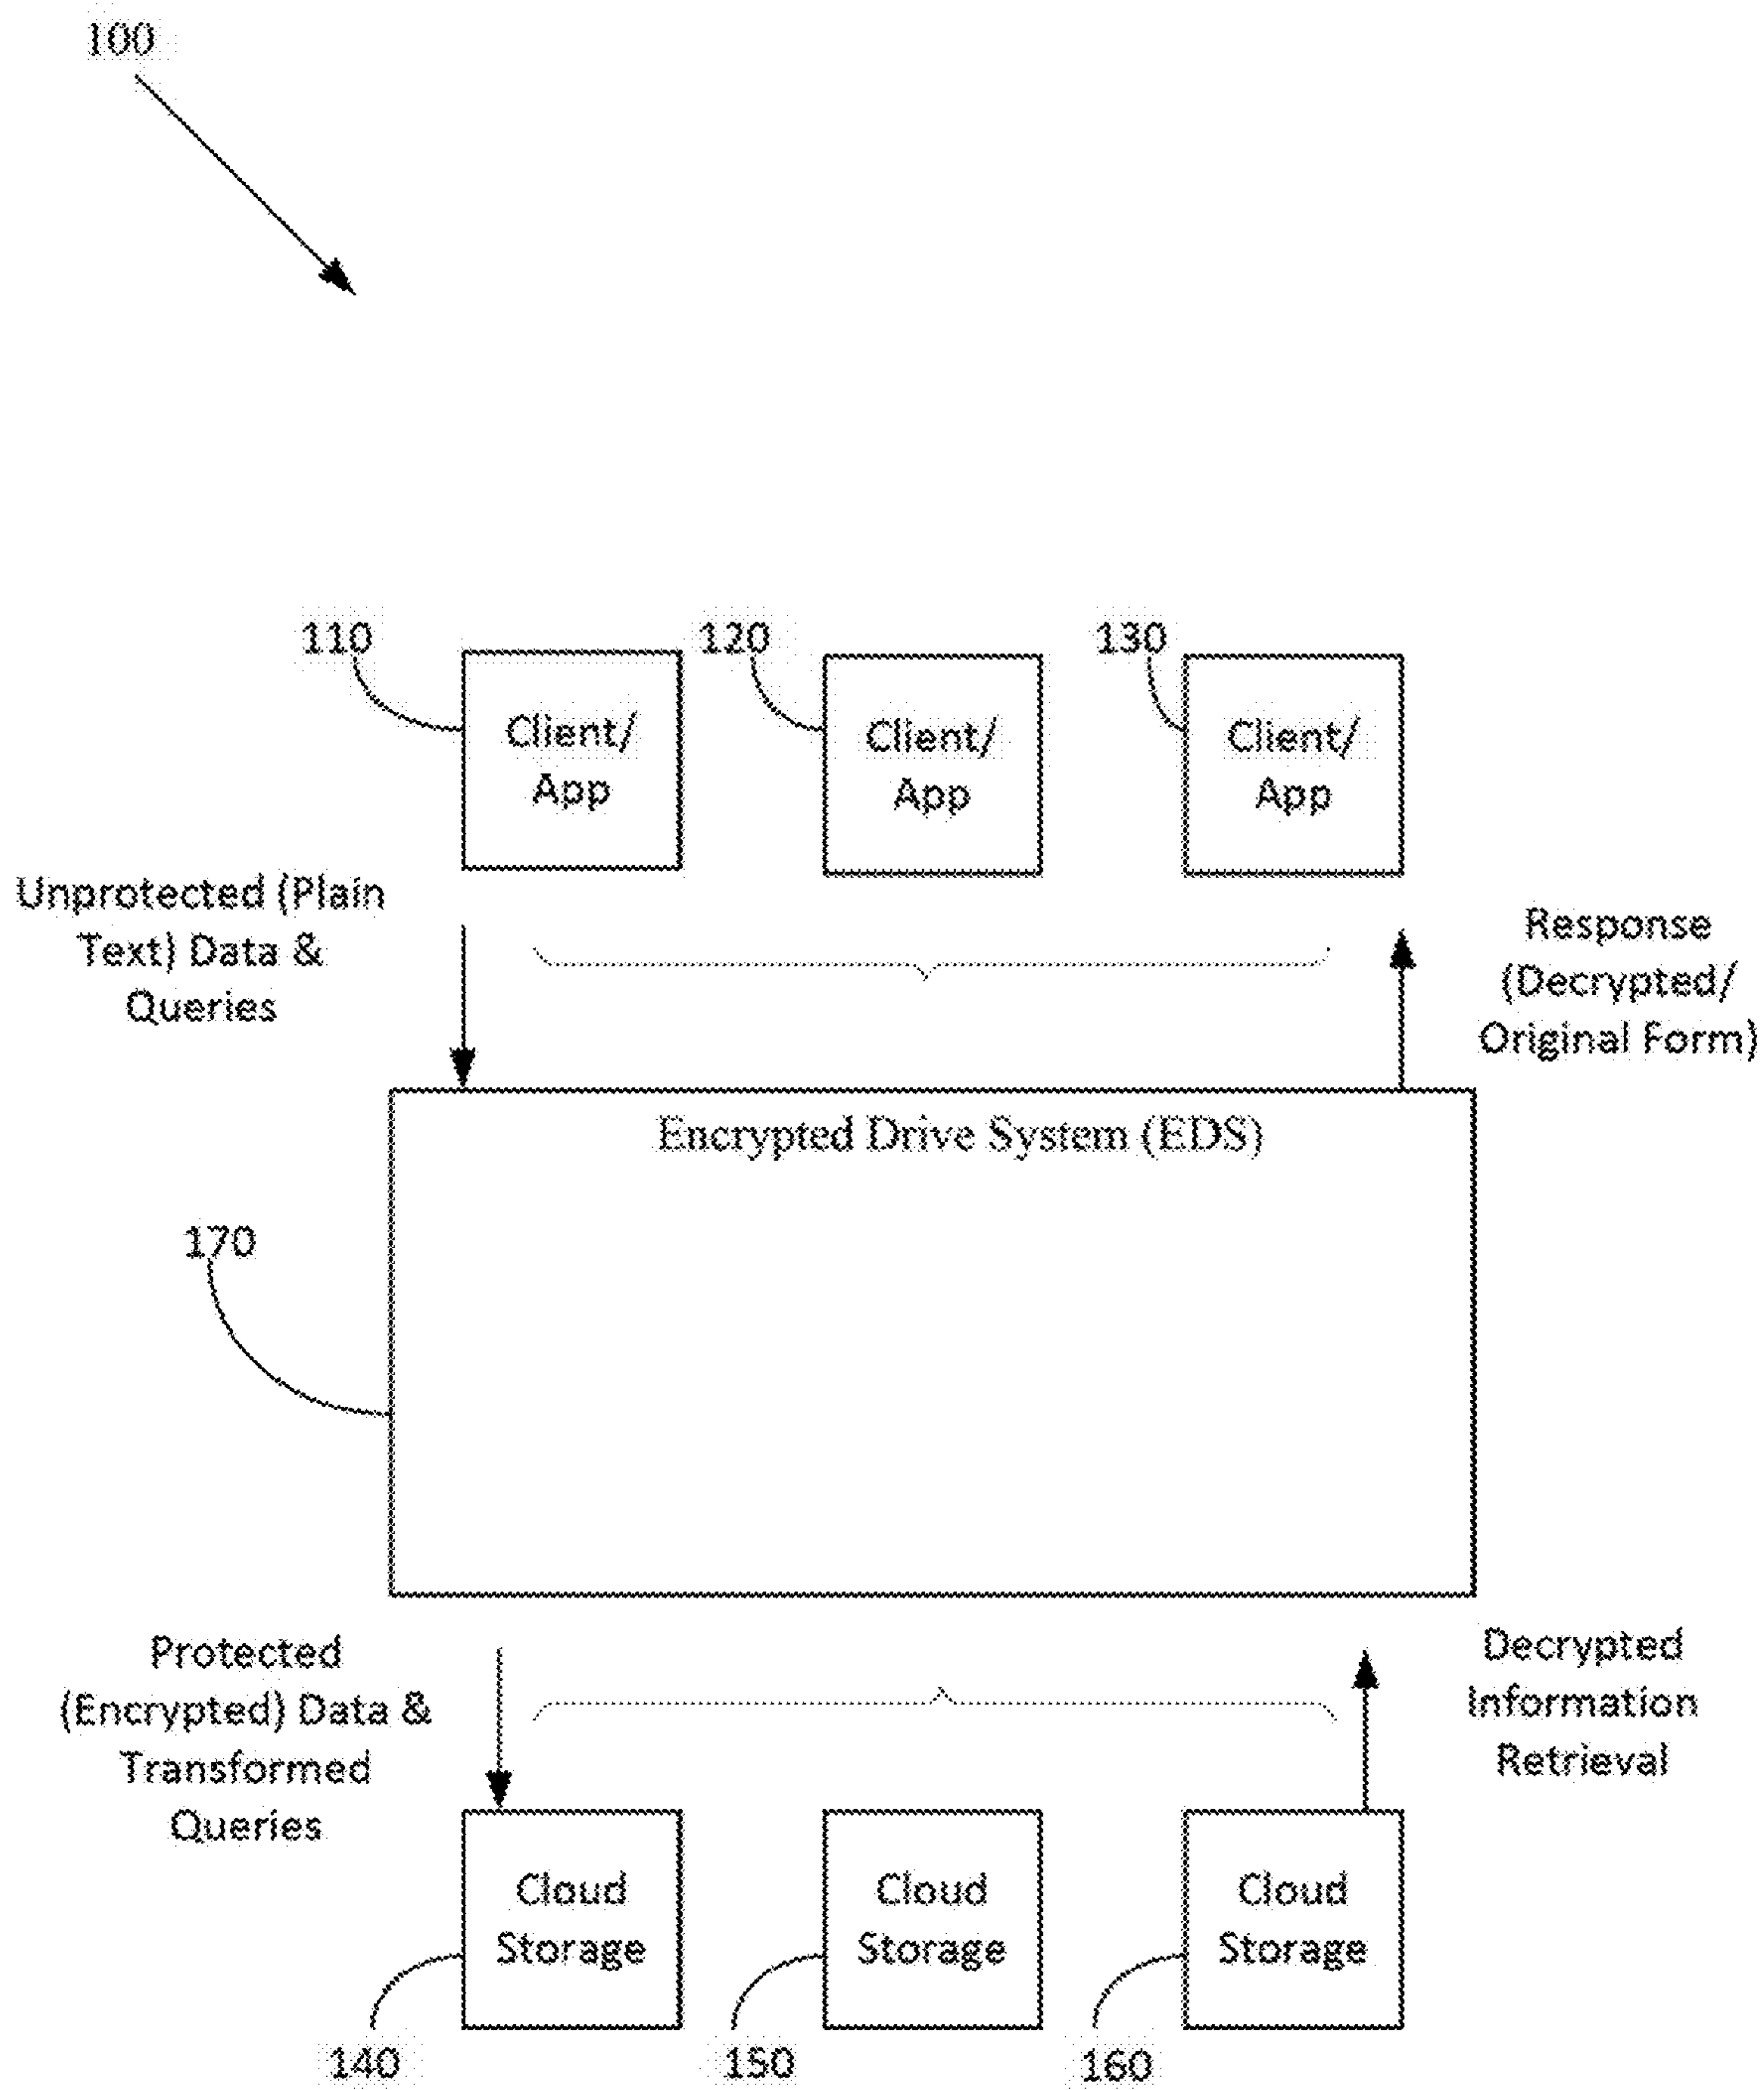 100
110
120
130
Client/
App
Client/
App
Client/
App
Unprotected (Plain
Text) Data &
Queries
Response
(Decrypted/
Original Form)
Encrypted Drive System (EDS)
170
Protected
(Encrypted) Data &
Transformed
Queries
Decrypted
Information
Retrieval
Cloud
Storage
Cloud
Storage
Cloud
Storage
140
150
160